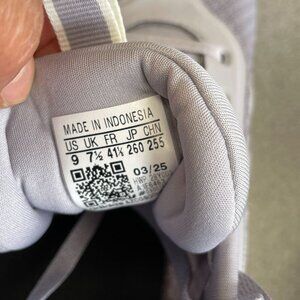 MADE IN INDONESIA
US UK FR JP CHN
9 7½ 41⅓ 260 255
03/25